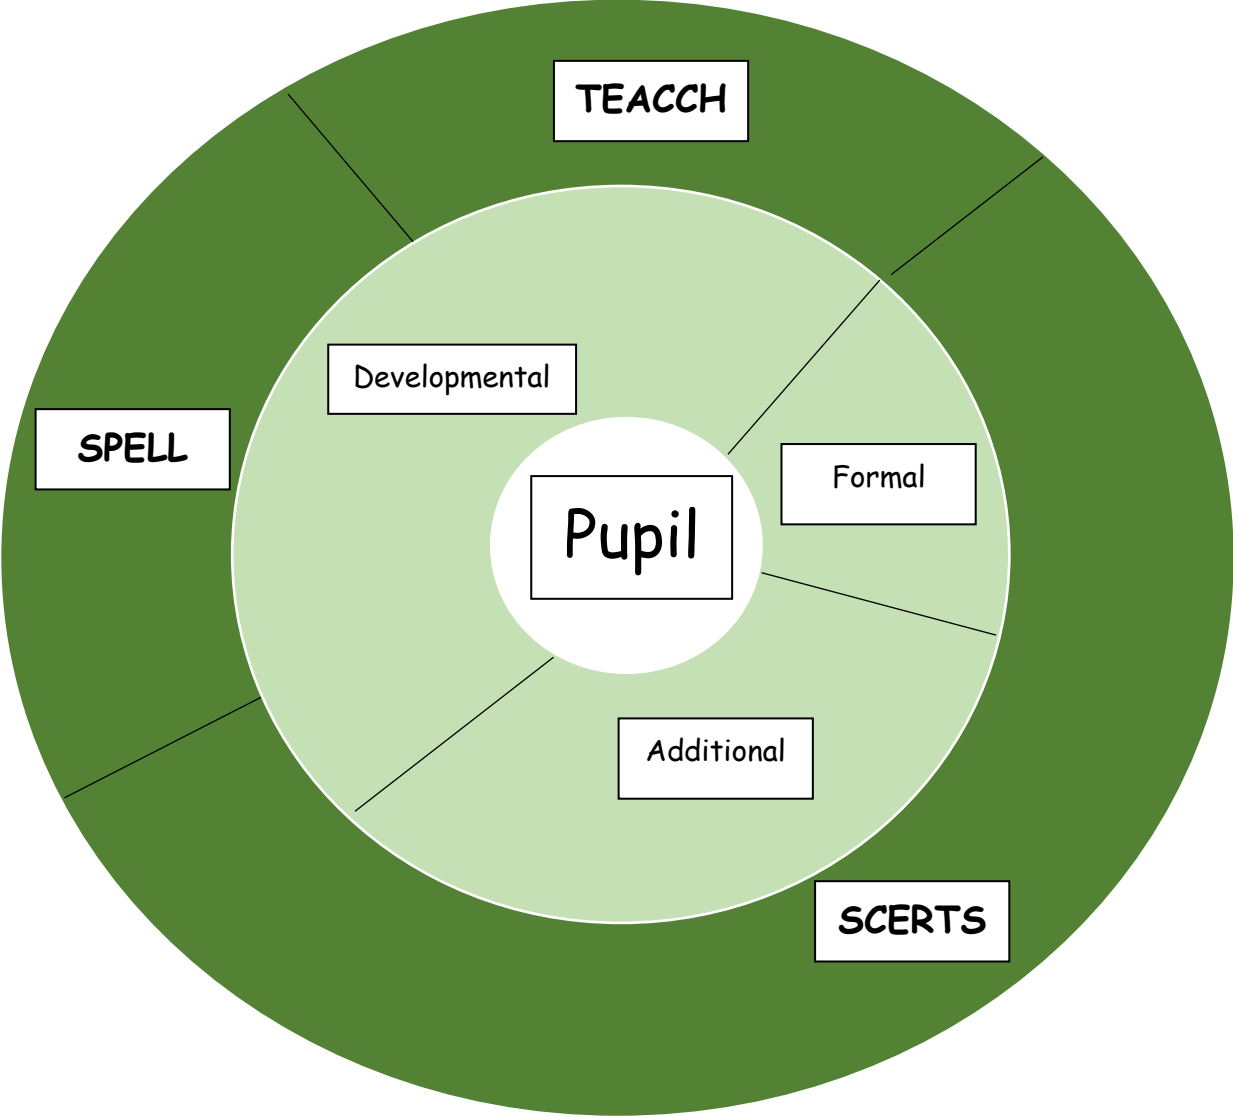 TEACCH
Developmental
SPELL
Formal
Pupil
Additional
SCERTS